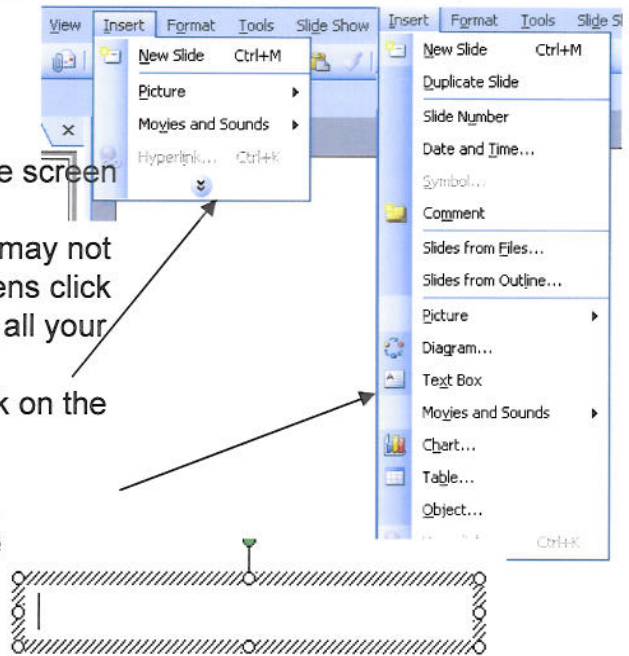 View Insert Format Tools Slide Show
New Slide Ctrl+M
Picture
Movies and Sounds
Hyperlink... Ctrl+K
Insert Format Tools Slide S
New Slide Ctrl+M
Duplicate Slide
Slide Number
Date and Time...
Symbol...
Comment
Slides from Files...
Slides from Outline...
Picture
Diagram...
Text Box
Movies and Sounds
Chart...
Table...
Object...
Ctrl+K
e screen
may not
ens click
all your
k on the